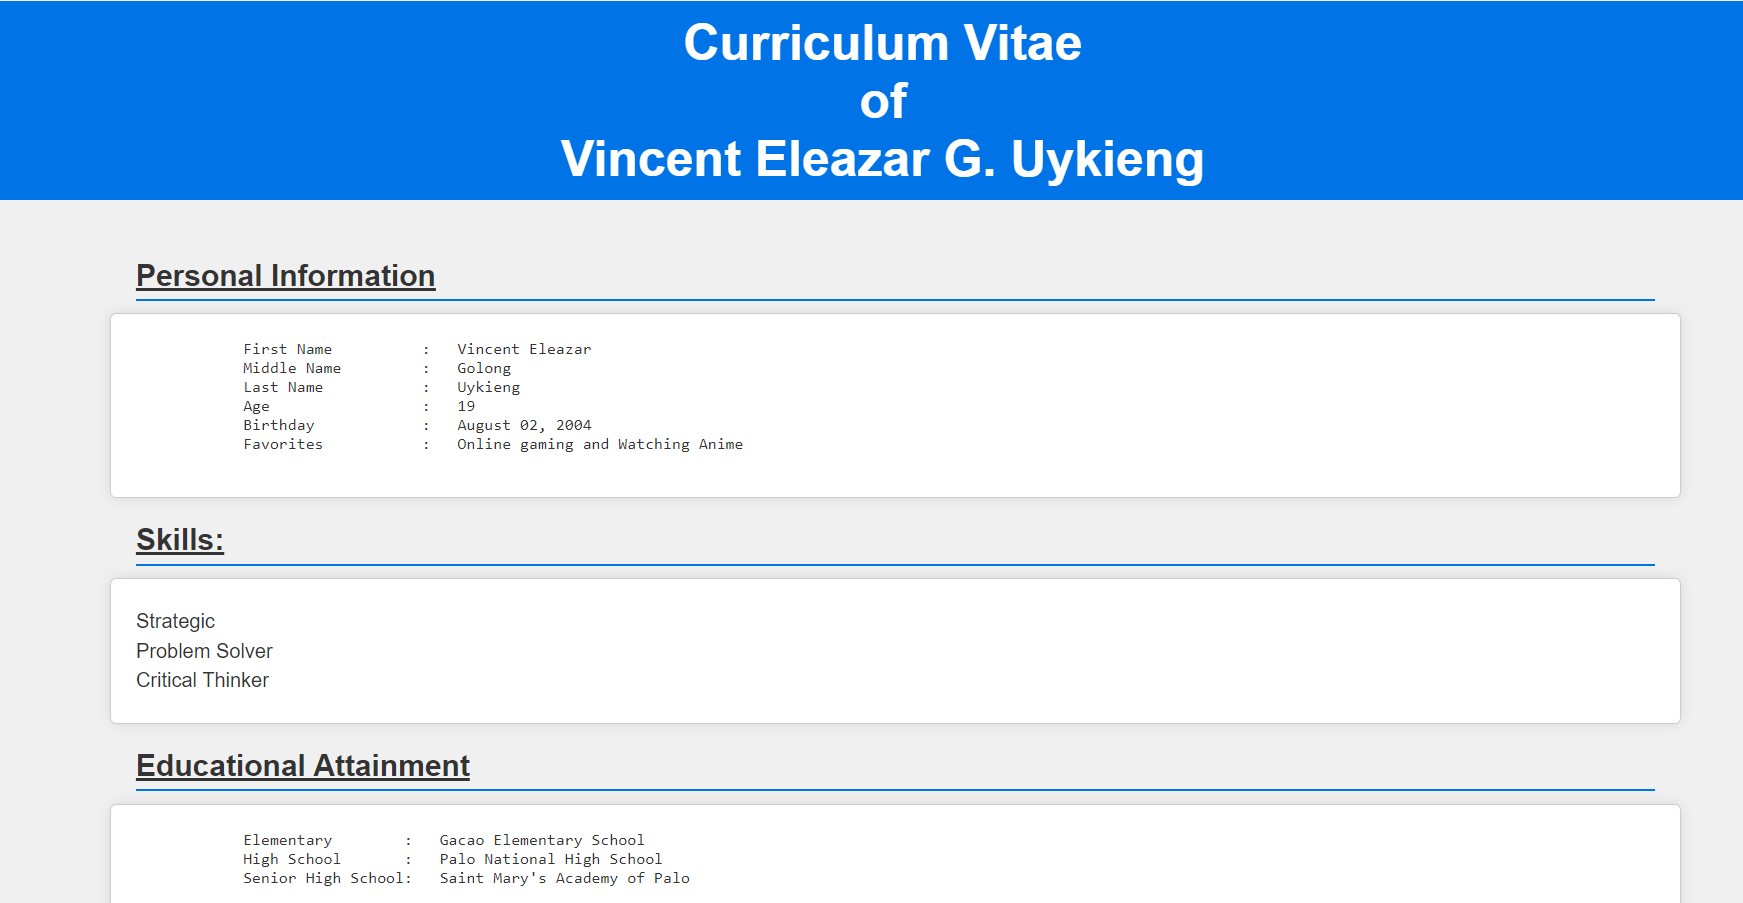 Curriculum Vitae
of
Vincent Eleazar G. Uykieng
Personal Information
First Name : Vincent Eleazar
Middle Name : Golong
Last Name : Uykieng
Age : 19
Birthday : August 02, 2004
Favorites : Online gaming and Watching Anime
Skills:
Strategic
Problem Solver
Critical Thinker
Educational Attainment
Elementary : Gacao Elementary School
High School : Palo National High School
Senior High School: Saint Mary's Academy of Palo